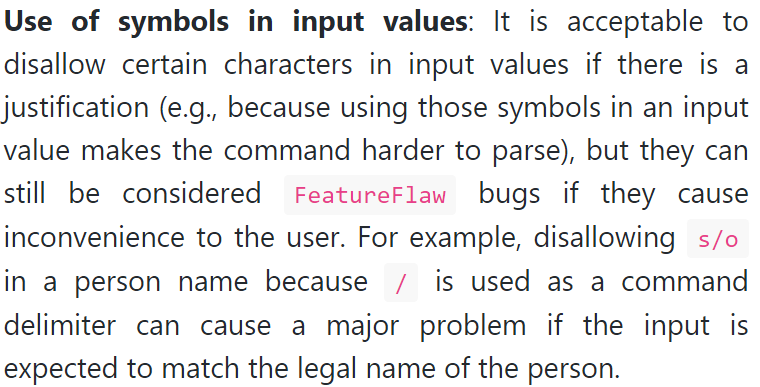 Use of symbols in input values: It is acceptable to
disallow certain characters in input values if there is a
justification (e.g., because using those symbols in an input
value makes the command harder to parse), but they can
still be considered FeatureFlaw bugs if they cause
inconvenience to the user. For example, disallowing s/o
in a person name because / is used as a command
delimiter can cause a major problem if the input is
expected to match the legal name of the person.